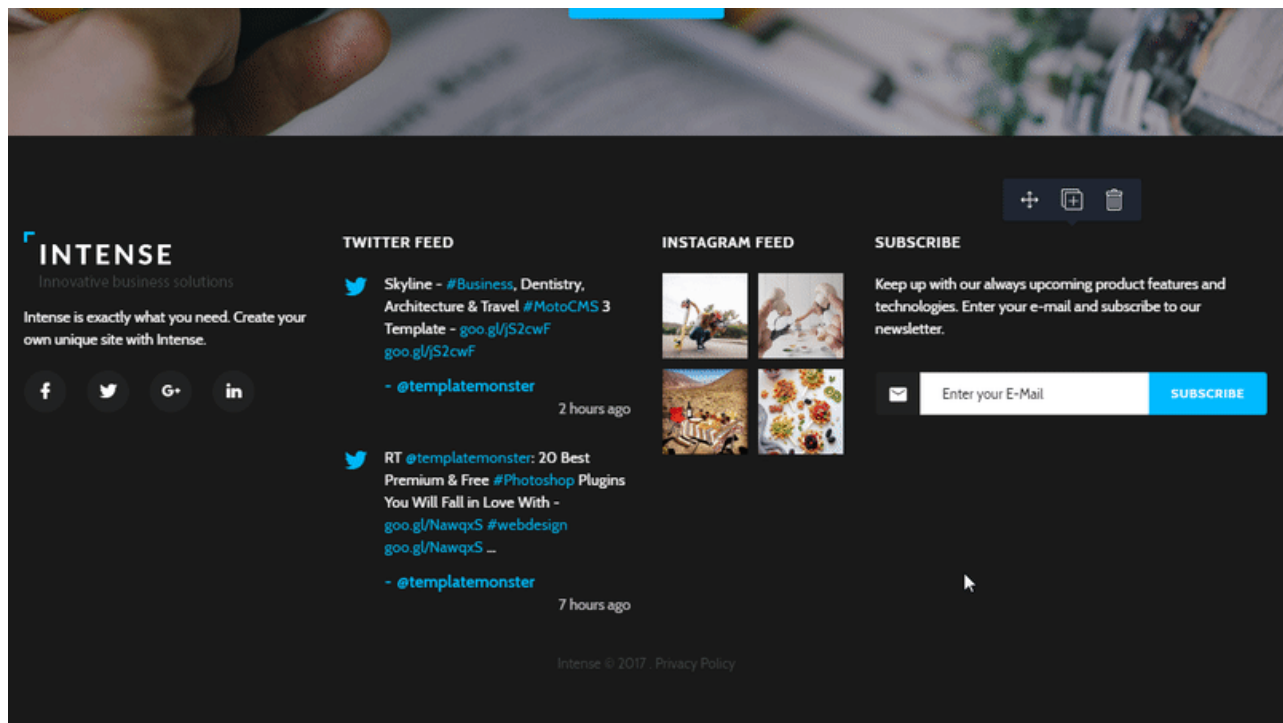 INTENSE
Innovative business solutions
Intense is exactly what you need. Create your
own unique site with Intense.
TWITTER FEED
Skyline - #Business, Dentistry,
Architecture & Travel #MotoCMS 3
Template - goo.gl/jS2cwF
goo.gl/jS2cwF
- @templatemonster
2 hours ago
RT @templatemonster: 20 Best
Premium & Free #Photoshop Plugins
You Will Fall in Love With -
goo.gl/NawqxS #webdesign
goo.gl/NawqxS ...
- @templatemonster
7 hours ago
INSTAGRAM FEED
SUBSCRIBE
Keep up with our always upcoming product features and
technologies. Enter your e-mail and subscribe to our
newsletter.
Enter your E-Mail
SUBSCRIBE
Intense © 2017 . Privacy Policy